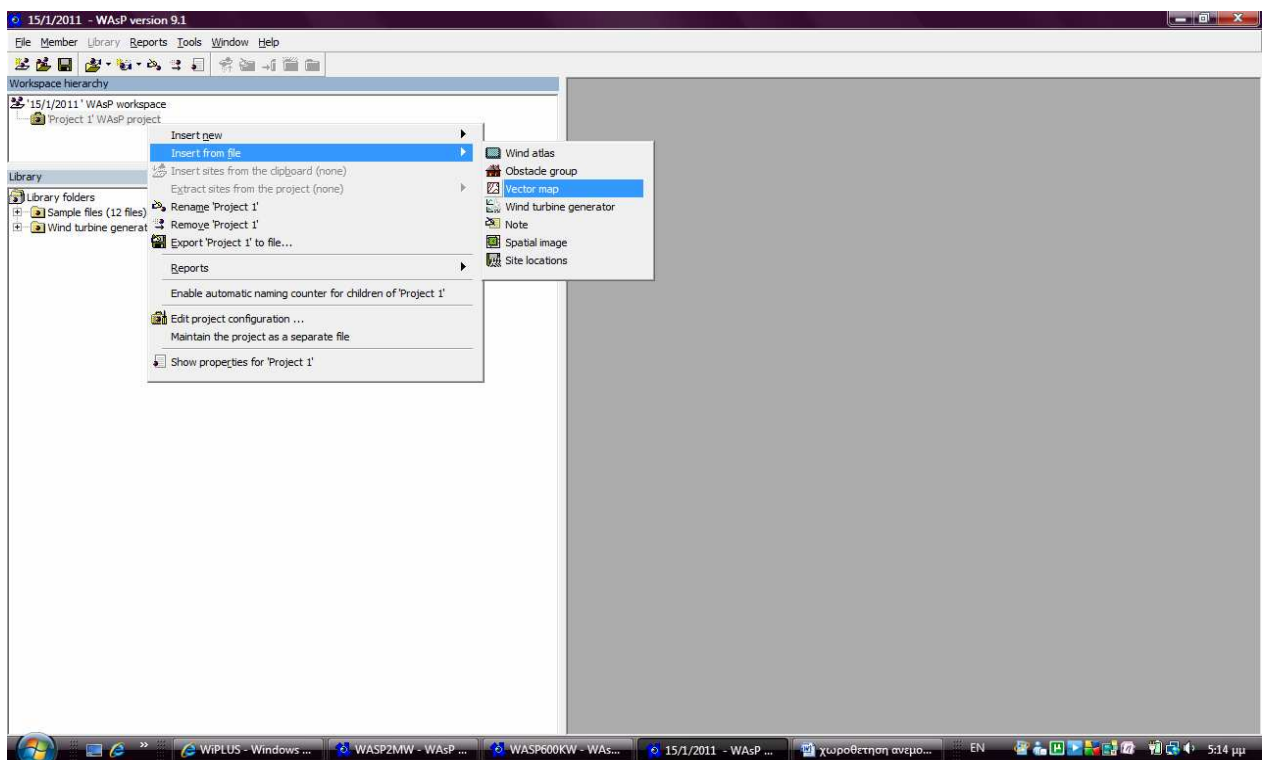 15/1/2011 - WAsP version 9.1
File Member Library Reports Tools Window Help
Workspace hierarchy
'15/1/2011 ' WAsP workspace
'Project 1' WAsP project
Insert new
Insert from file
Insert sites from the clipboard (none)
Extract sites from the project (none)
Rename 'Project 1'
Remove 'Project 1'
Export 'Project 1' to file...
Reports
Enable automatic naming counter for children of 'Project 1'
Edit project configuration ...
Maintain the project as a separate file
Show properties for 'Project 1'
Wind atlas
Obstacle group
Vector map
Wind turbine generator
Note
Spatial image
Site locations
Library
Library folders
Sample files (12 files)
Wind turbine generat
WiPLUS - Windows ...
WASP2MW - WAsP ...
WASP600KW - WAs...
15/1/2011 - WAsP ...
χωροθετηση ανεμο...
EN
5:14 μμ